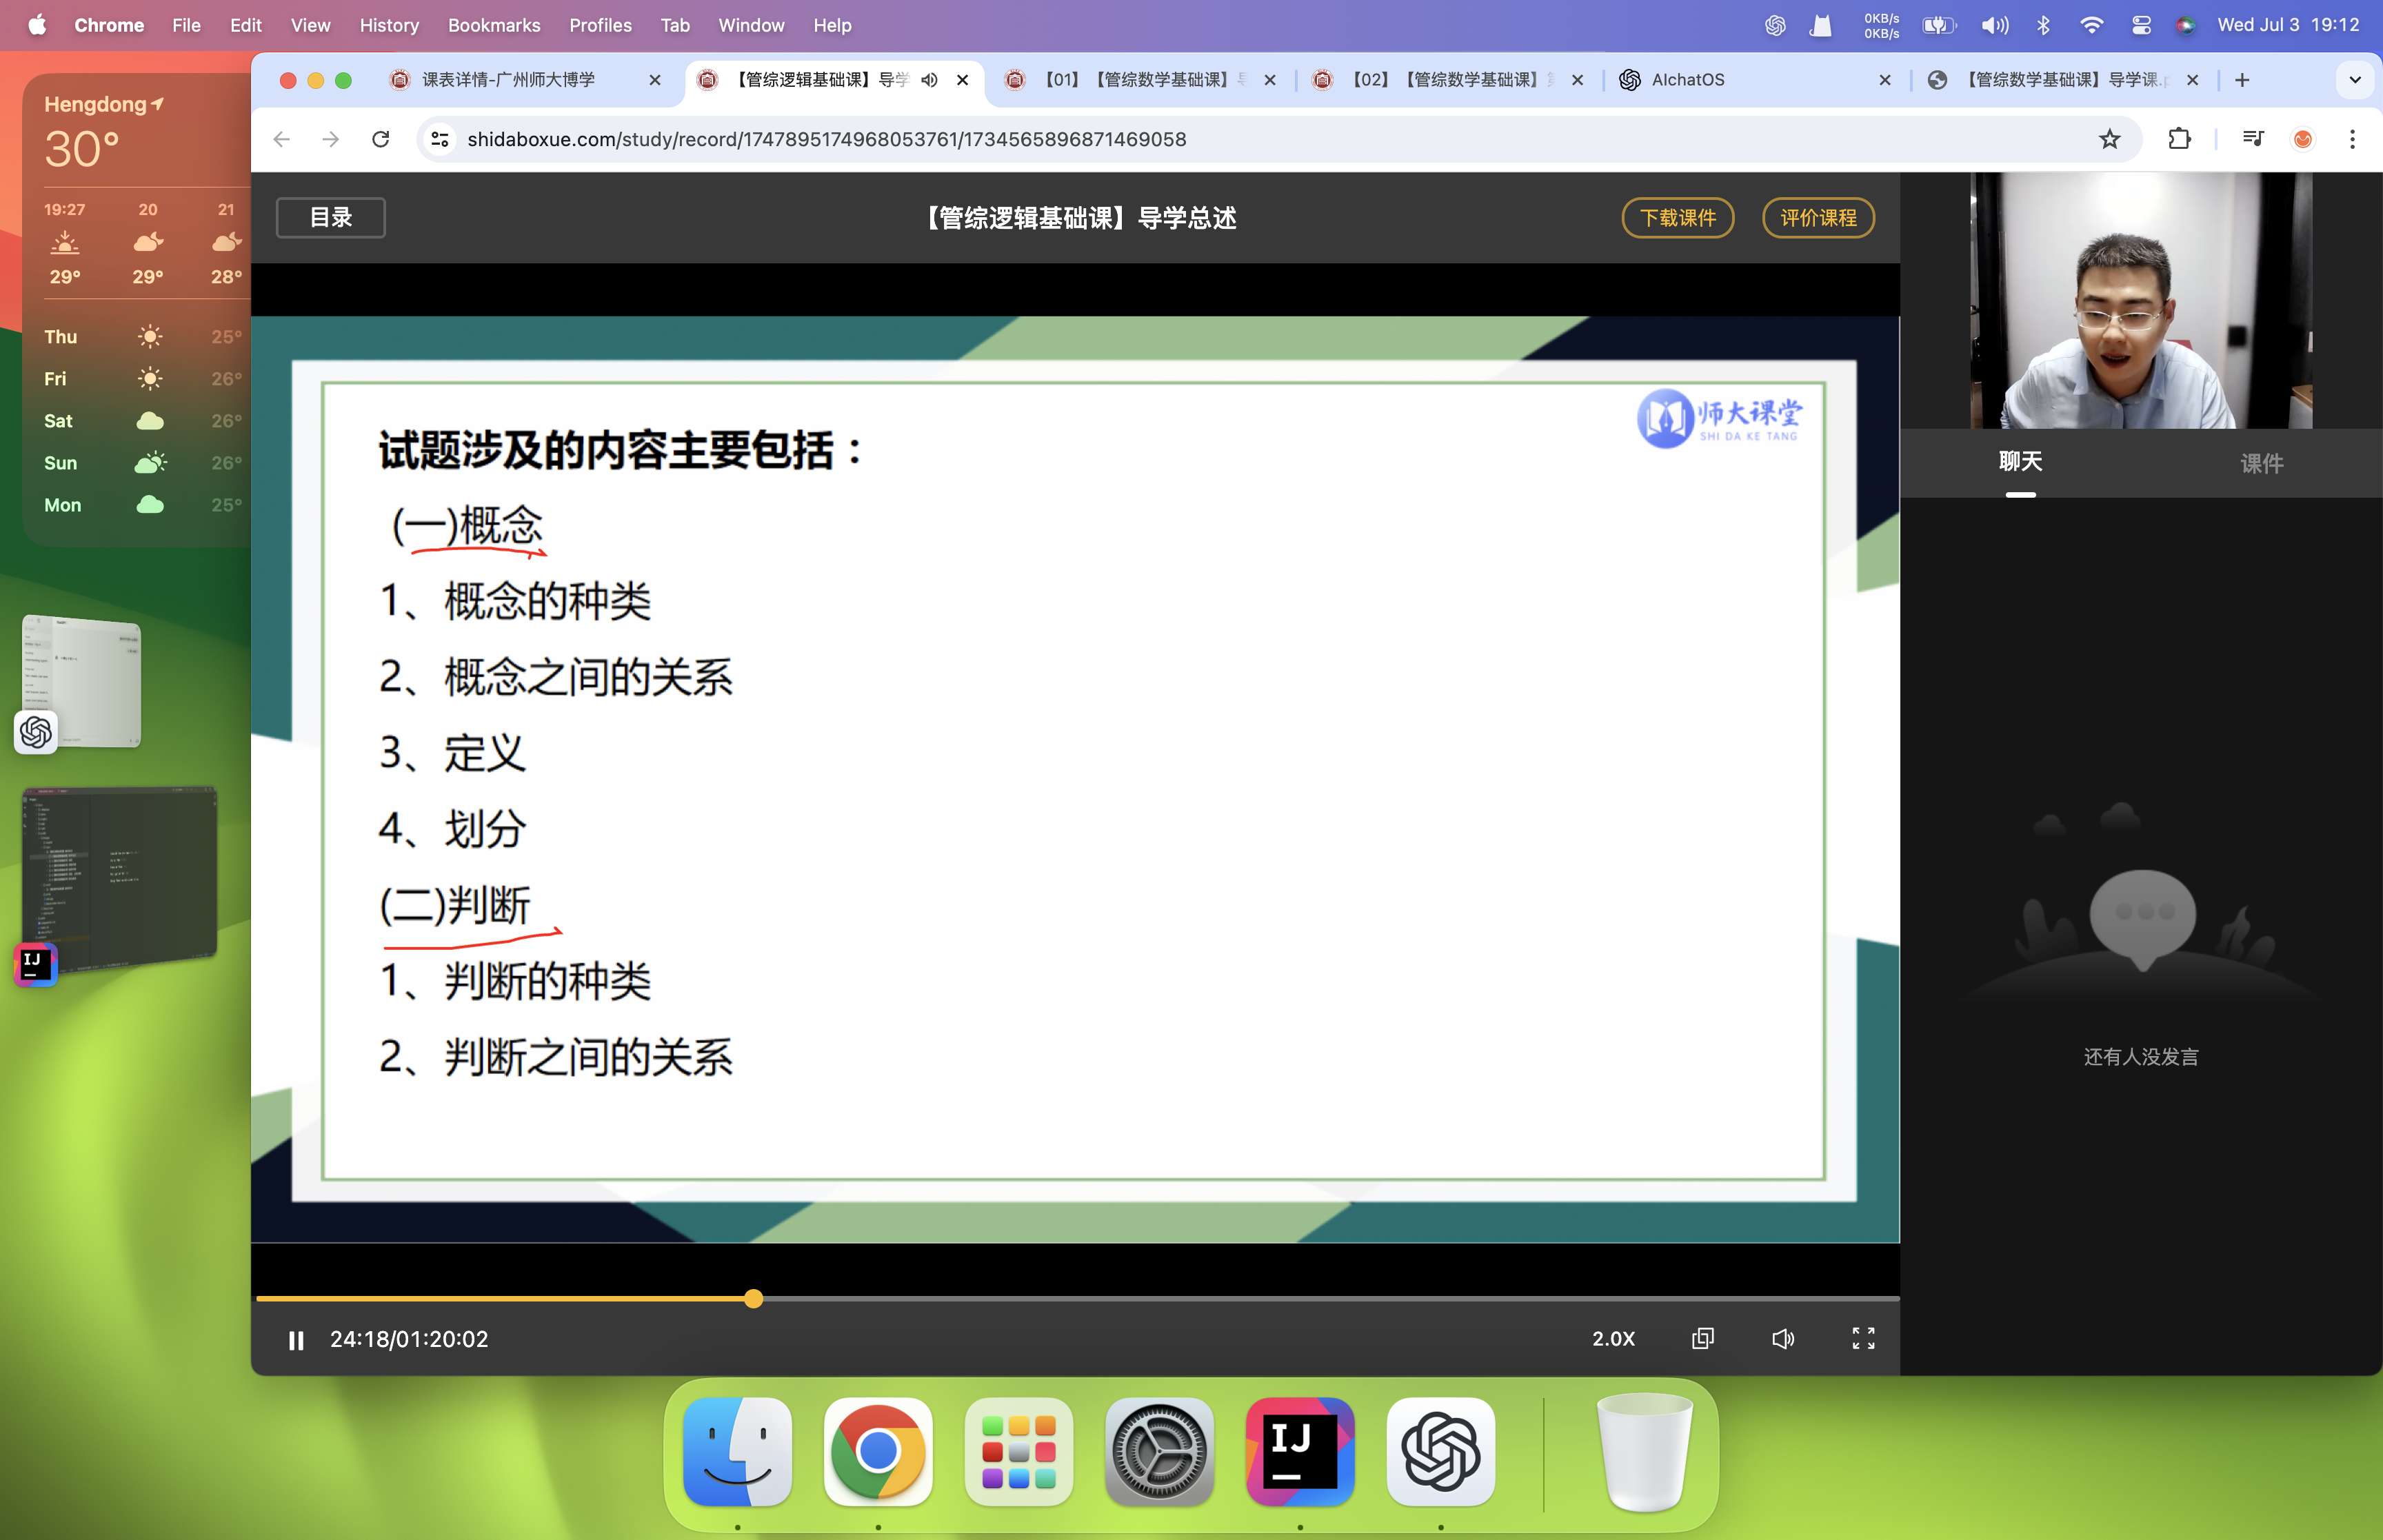 Chrome File Edit View History Bookmarks Profiles Tab Window Help
0KB/s
0KB/s
Wed Jul 3 19:12
课表详情-广州师大博学
【管综逻辑基础课】导学
【01】【管综数学基础课】导
【02】【管综数学基础课】
AIchatOS
【管综数学基础课】导学课.p
shidaboxue.com/study/record/1747895174968053761/1734565896871469058
Hengdong
30°
19:27 20 21
29° 29° 28°
Thu 25°
Fri 26°
Sat 26°
Sun 26°
Mon 25°
目录
【管综逻辑基础课】导学总述
下载课件
评价课程
师大课堂
SHI DA KE TANG
试题涉及的内容主要包括：
(一)概念
1、概念的种类
2、概念之间的关系
3、定义
4、划分
(二)判断
1、判断的种类
2、判断之间的关系
聊天
课件
还有人没发言
24:18/01:20:02
2.0X
IJ
IJ